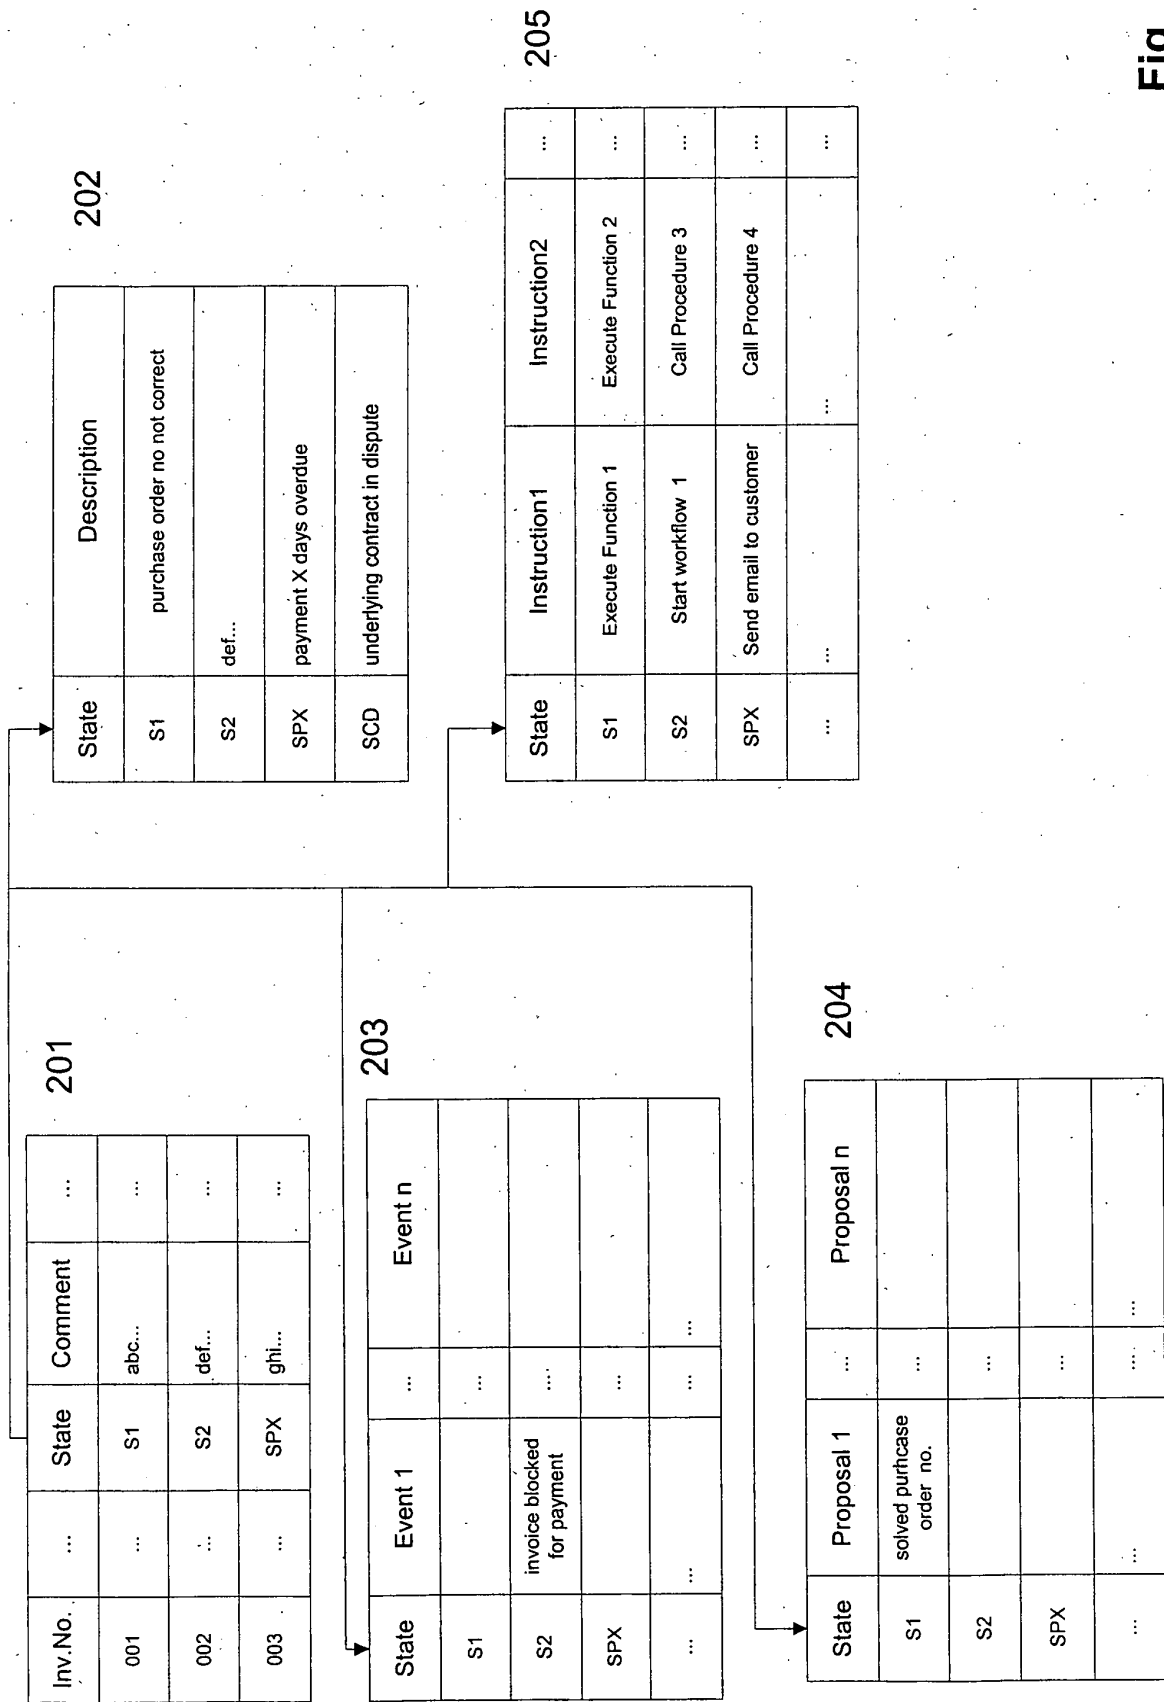 201
Inv.No. ... State Comment ...
001 ... S1 abc... ...
002 ... S2 def... ...
003 ... SPX ghi... ...
202
State Description
S1 purchase order no not correct
S2 def...
SPX payment X days overdue
SCD underlying contract in dispute
203
State Event 1 ... Event n
S1 ...
S2 invoice blocked
for payment ....
SPX ...
... ... ... ...
205
State Instruction1 Instruction2 ...
S1 Execute Function 1 Execute Function 2 ...
S2 Start workflow 1 Call Procedure 3 ...
SPX Send email to customer Call Procedure 4 ...
... ... ... ...
204
State Proposal 1 ... Proposal n
S1 solved purhcase
order no. ...
S2 ...
SPX ...
... ... .... ...
Fig